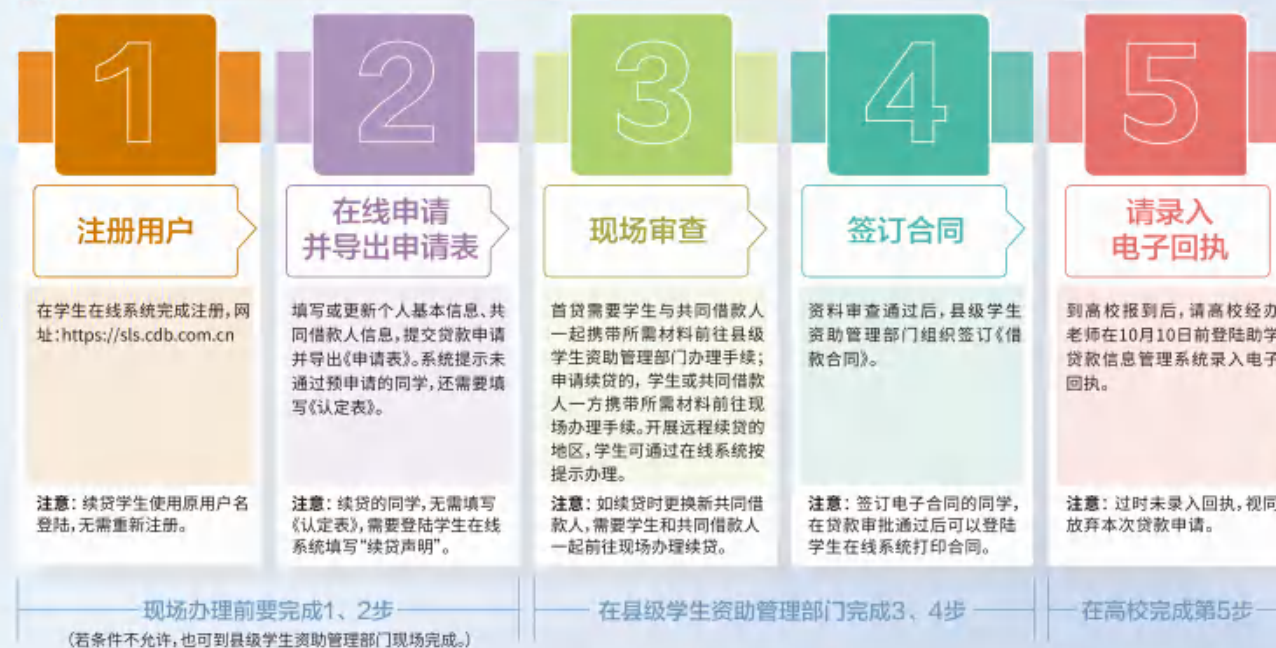 1
注册用户
在学生在线系统完成注册,网
址:https://sls.cdb.com.cn
注意：续贷学生使用原用户名
登陆,无需重新注册。
2
在线申请
并导出申请表
填写或更新个人基本信息、共
同借款人信息,提交贷款申请
并导出《申请表》。系统提示未
通过预申请的同学,还需要填
写《认定表》。
注意：续贷的同学,无需填写
《认定表》,需要登陆学生在线
系统填写“续贷声明”。
3
现场审查
首贷需要学生与共同借款人
一起携带所需材料前往县级
学生资助管理部门办理手续；
申请续贷的，学生或共同借款
人一方携带所需材料前往现
场办理手续。开展远程续贷的
地区,学生可通过在线系统按
提示办理。
注意：如续贷时更换新共同借
款人,需要学生和共同借款人
一起前往现场办理续贷。
4
签订合同
资料审查通过后,县级学生
资助管理部门组织签订《借
款合同》。
注意：签订电子合同的同学,
在贷款审批通过后可以登陆
学生在线系统打印合同。
5
请录入
电子回执
到高校报到后,请高校经办
老师在10月10日前登陆助学
贷款信息管理系统录入电子
回执。
注意：过时未录入回执,视同
放弃本次贷款申请。
现场办理前要完成1、2步
(若条件不允许,也可到县级学生资助管理部门现场完成。)
在县级学生资助管理部门完成3、4步
在高校完成第5步